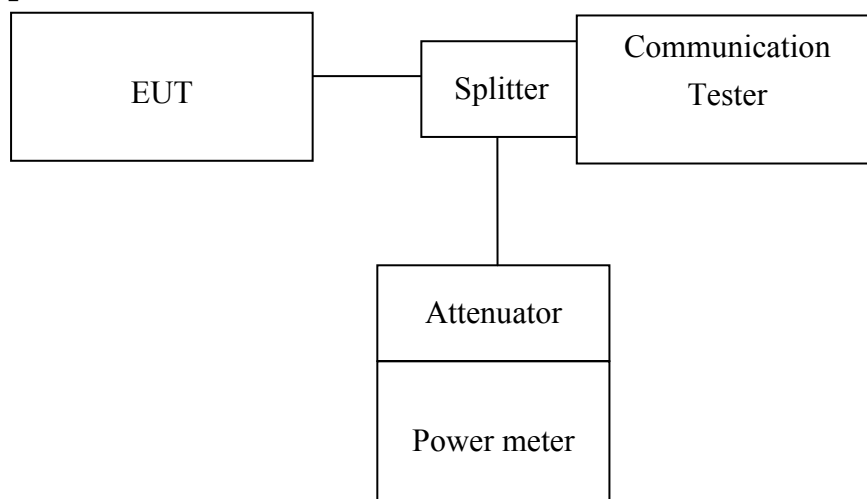 EUT
Splitter
Communication
Tester
Attenuator
Power meter